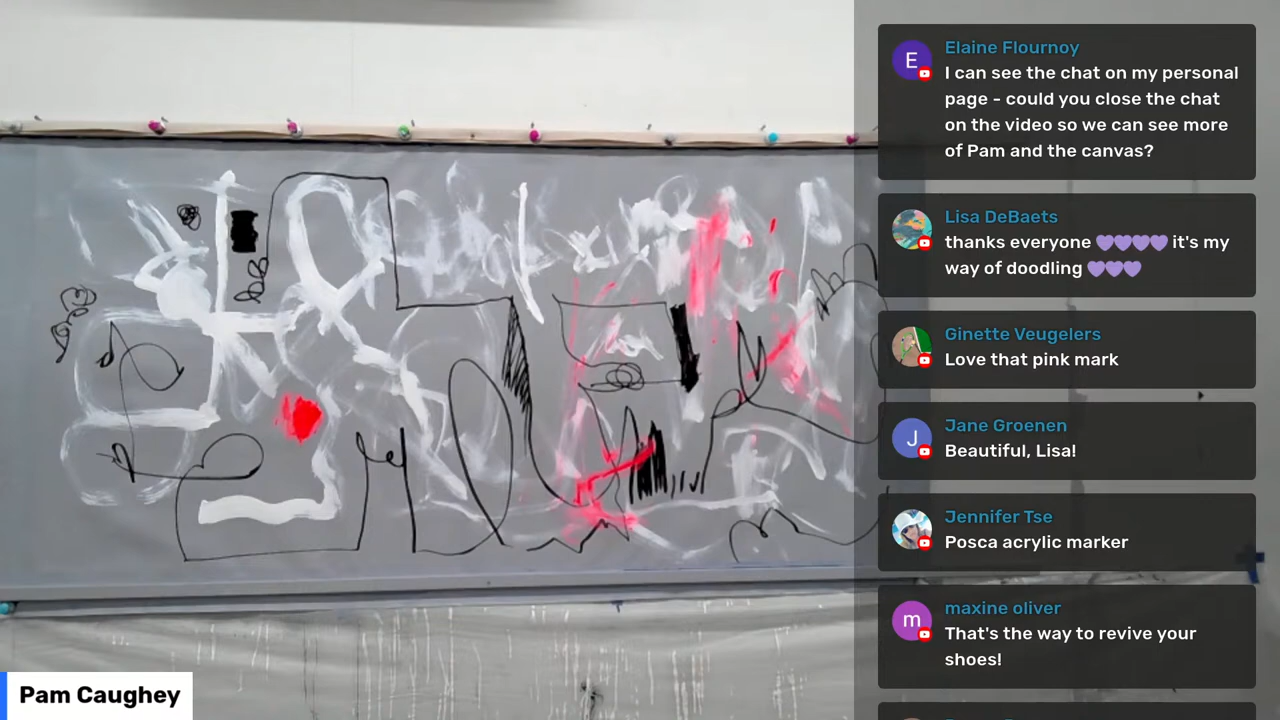 E
Elaine Flournoy
I can see the chat on my personal
page - could you close the chat
on the video so we can see more
of Pam and the canvas?
Lisa DeBaets
thanks everyone 💜💜💜💜 it's my
way of doodling 💜💜💜
Ginette Veugelers
Love that pink mark
J
Jane Groenen
Beautiful, Lisa!
Jennifer Tse
Posca acrylic marker
m
maxine oliver
That's the way to revive your
shoes!
Pam Caughey